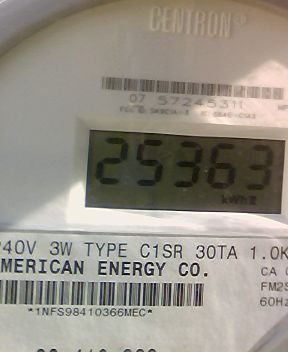 CENTRON®
07 57245311
25363
kWh
240V 3W TYPE C1SR 30TA 1.0K
MERICAN ENERGY CO.
CA
FM2S
60Hz
*1NFS98410366MEC*